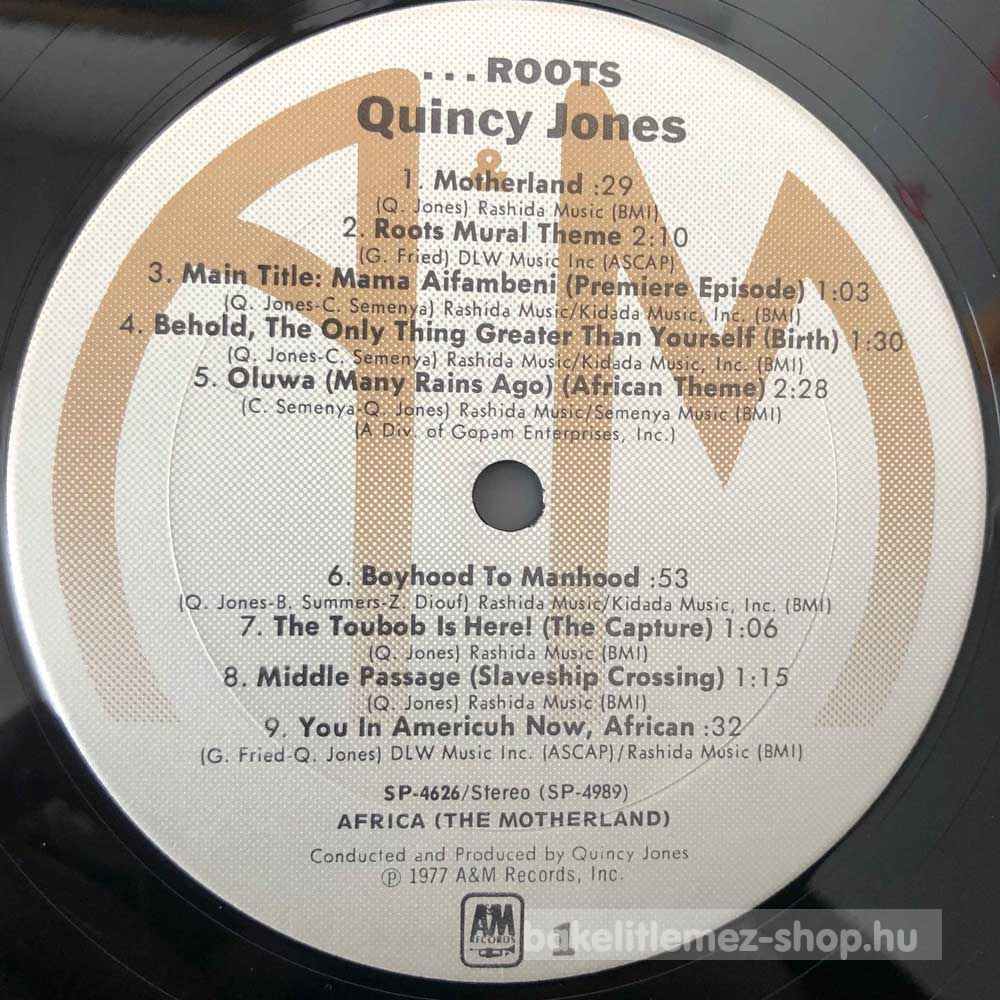 ...ROOTS
Quincy Jones
&
1. Motherland :29
(Q. Jones) Rashida Music (BMI)
2. Roots Mural Theme 2:10
(G. Fried) DLW Music Inc (ASCAP)
3. Main Title: Mama Aifambeni (Premiere Episode) 1:03
(Q. Jones-C. Semenya) Rashida Music/Kidada Music, Inc. (BMI)
4. Behold, The Only Thing Greater Than Yourself (Birth) 1:30
(Q. Jones-C. Semenya) Rashida Music/Kidada Music, Inc. (BMI)
5. Oluwa (Many Rains Ago) (African Theme) 2:28
(C. Semenya-Q. Jones) Rashida Music/Semenya Music (BMI)
(A Div. of Gopam Enterprises, Inc.)
6. Boyhood To Manhood :53
(Q. Jones-B. Summers-Z. Diouf) Rashida Music/Kidada Music, Inc. (BMI)
7. The Toubob Is Here! (The Capture) 1:06
(Q. Jones) Rashida Music (BMI)
8. Middle Passage (Slaveship Crossing) 1:15
(Q. Jones) Rashida Music (BMI)
9. You In Americuh Now, African :32
(G. Fried-Q. Jones) DLW Music Inc. (ASCAP)/Rashida Music (BMI)
SP-4626/Stereo (SP-4989)
AFRICA (THE MOTHERLAND)
Conducted and Produced by Quincy Jones
℗ 1977 A&M Records, Inc.
A&M
RECORDS
1
bakelitlemez-shop.hu